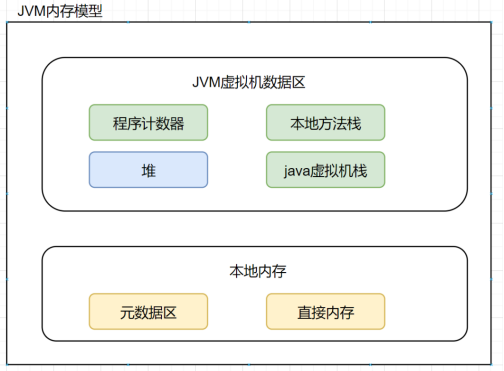 JVM内存模型
JVM虚拟机数据区
程序计数器
本地方法栈
堆
java虚拟机栈
本地内存
元数据区
直接内存